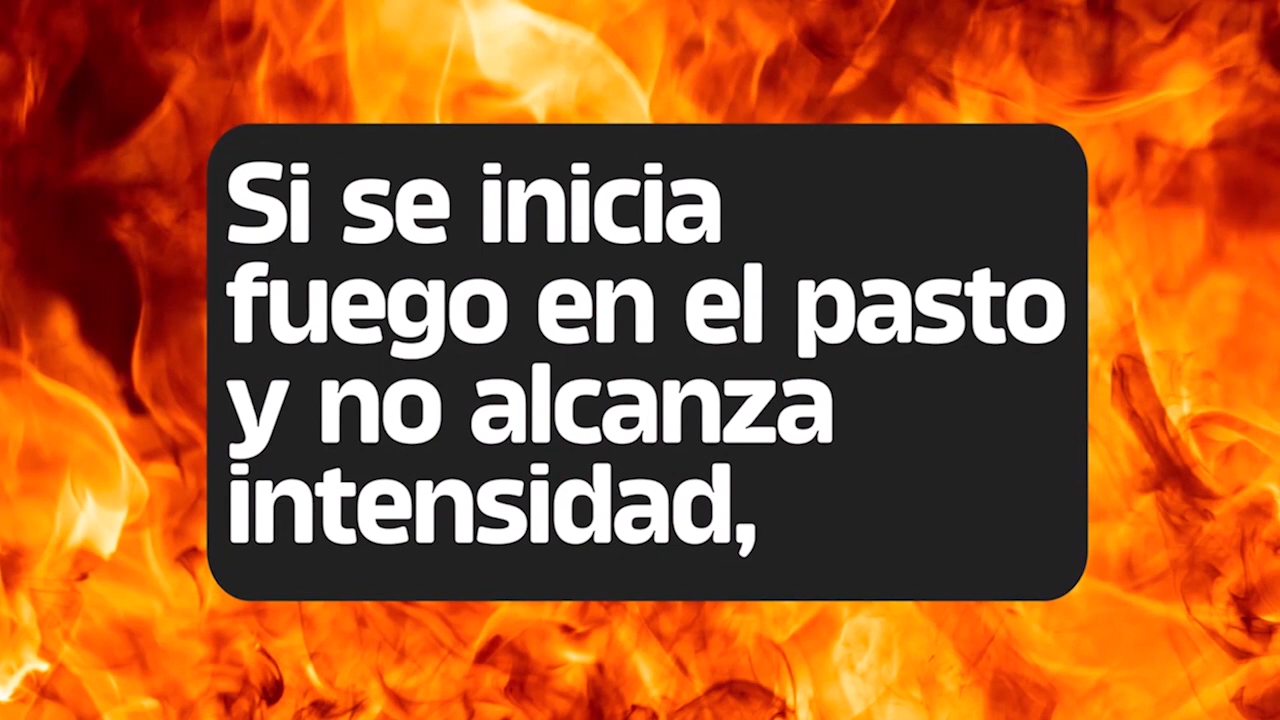 Si se inicia
fuego en el pasto
y no alcanza
intensidad,